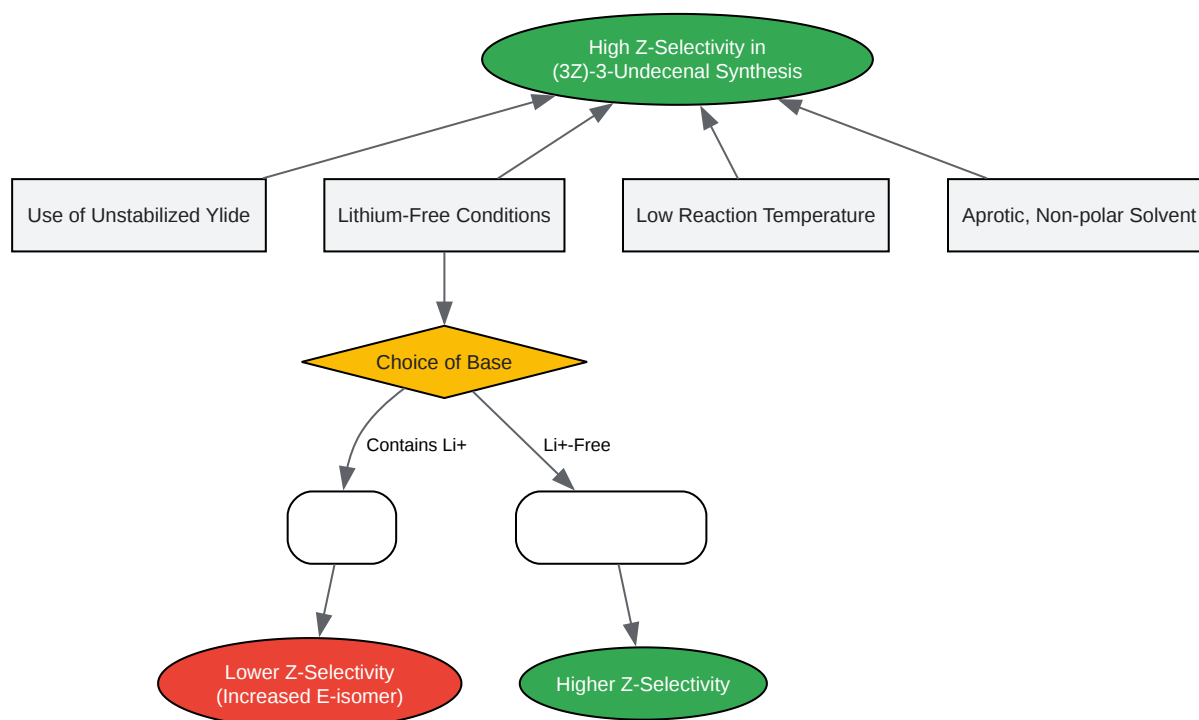 High Z-Selectivity in
(3Z)-3-Undecenal Synthesis
Use of Unstabilized Ylide
Lithium-Free Conditions
Low Reaction Temperature
Aprotic, Non-polar Solvent
Choice of Base
Contains Li+
Li+-Free
Lower Z-Selectivity
(Increased E-isomer)
Higher Z-Selectivity